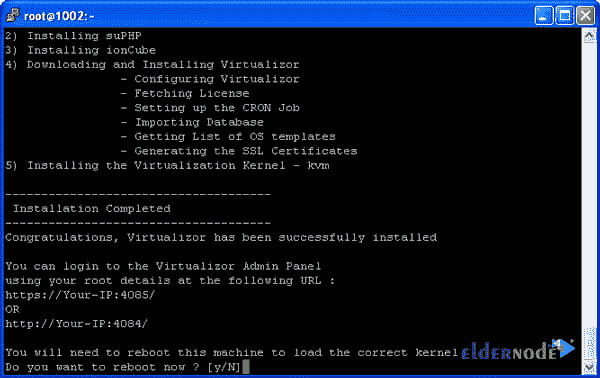 root@1002:~
2) Installing suPHP
3) Installing ionCube
4) Downloading and Installing Virtualizor
- Configuring Virtualizor
- Fetching License
- Setting up the CRON Job
- Importing Database
- Getting List of OS templates
- Generating the SSL Certificates
5) Installing the Virtualization Kernel - kvm
-------------------------------------
Installation Completed
-------------------------------------
Congratulations, Virtualizor has been successfully installed
You can login to the Virtualizor Admin Panel
using your root details at the following URL :
https://Your-IP:4085/
OR
http://Your-IP:4084/
ELDERNODE
You will need to reboot this machine to load the correct kernel
Do you want to reboot now ? [y/N]